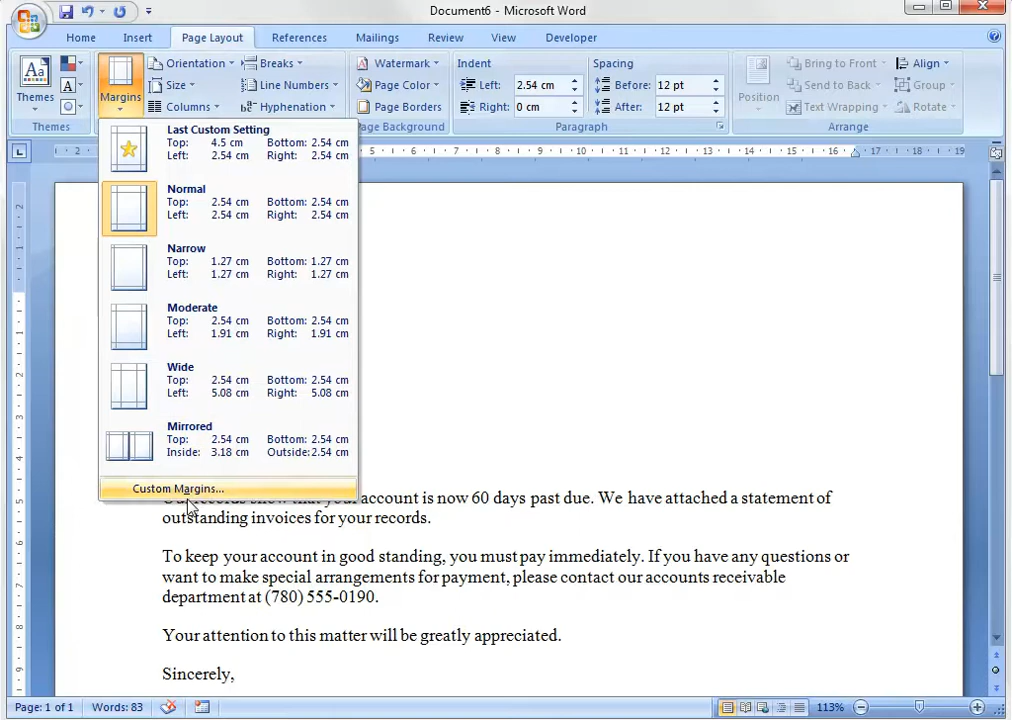 Document6 - Microsoft Word
Home Insert Page Layout References Mailings Review View Developer
Themes
Themes
Margins
Orientation
Size
Columns
Breaks
Line Numbers
Hyphenation
Watermark
Page Color
Page Borders
Page Background
Indent
Left: 2.54 cm
Right: 0 cm
Spacing
Before: 12 pt
After: 12 pt
Paragraph
Position
Bring to Front
Send to Back
Text Wrapping
Align
Group
Rotate
Arrange
Last Custom Setting
Top: 4.5 cm Bottom: 2.54 cm
Left: 2.54 cm Right: 2.54 cm
Normal
Top: 2.54 cm Bottom: 2.54 cm
Left: 2.54 cm Right: 2.54 cm
Narrow
Top: 1.27 cm Bottom: 1.27 cm
Left: 1.27 cm Right: 1.27 cm
Moderate
Top: 2.54 cm Bottom: 2.54 cm
Left: 1.91 cm Right: 1.91 cm
Wide
Top: 2.54 cm Bottom: 2.54 cm
Left: 5.08 cm Right: 5.08 cm
Mirrored
Top: 2.54 cm Bottom: 2.54 cm
Inside: 3.18 cm Outside: 2.54 cm
Custom Margins...
Our records show that your account is now 60 days past due. We have attached a statement of
outstanding invoices for your records.
To keep your account in good standing, you must pay immediately. If you have any questions or
want to make special arrangements for payment, please contact our accounts receivable
department at (780) 555-0190.
Your attention to this matter will be greatly appreciated.
Sincerely,
Page: 1 of 1 Words: 83 113%